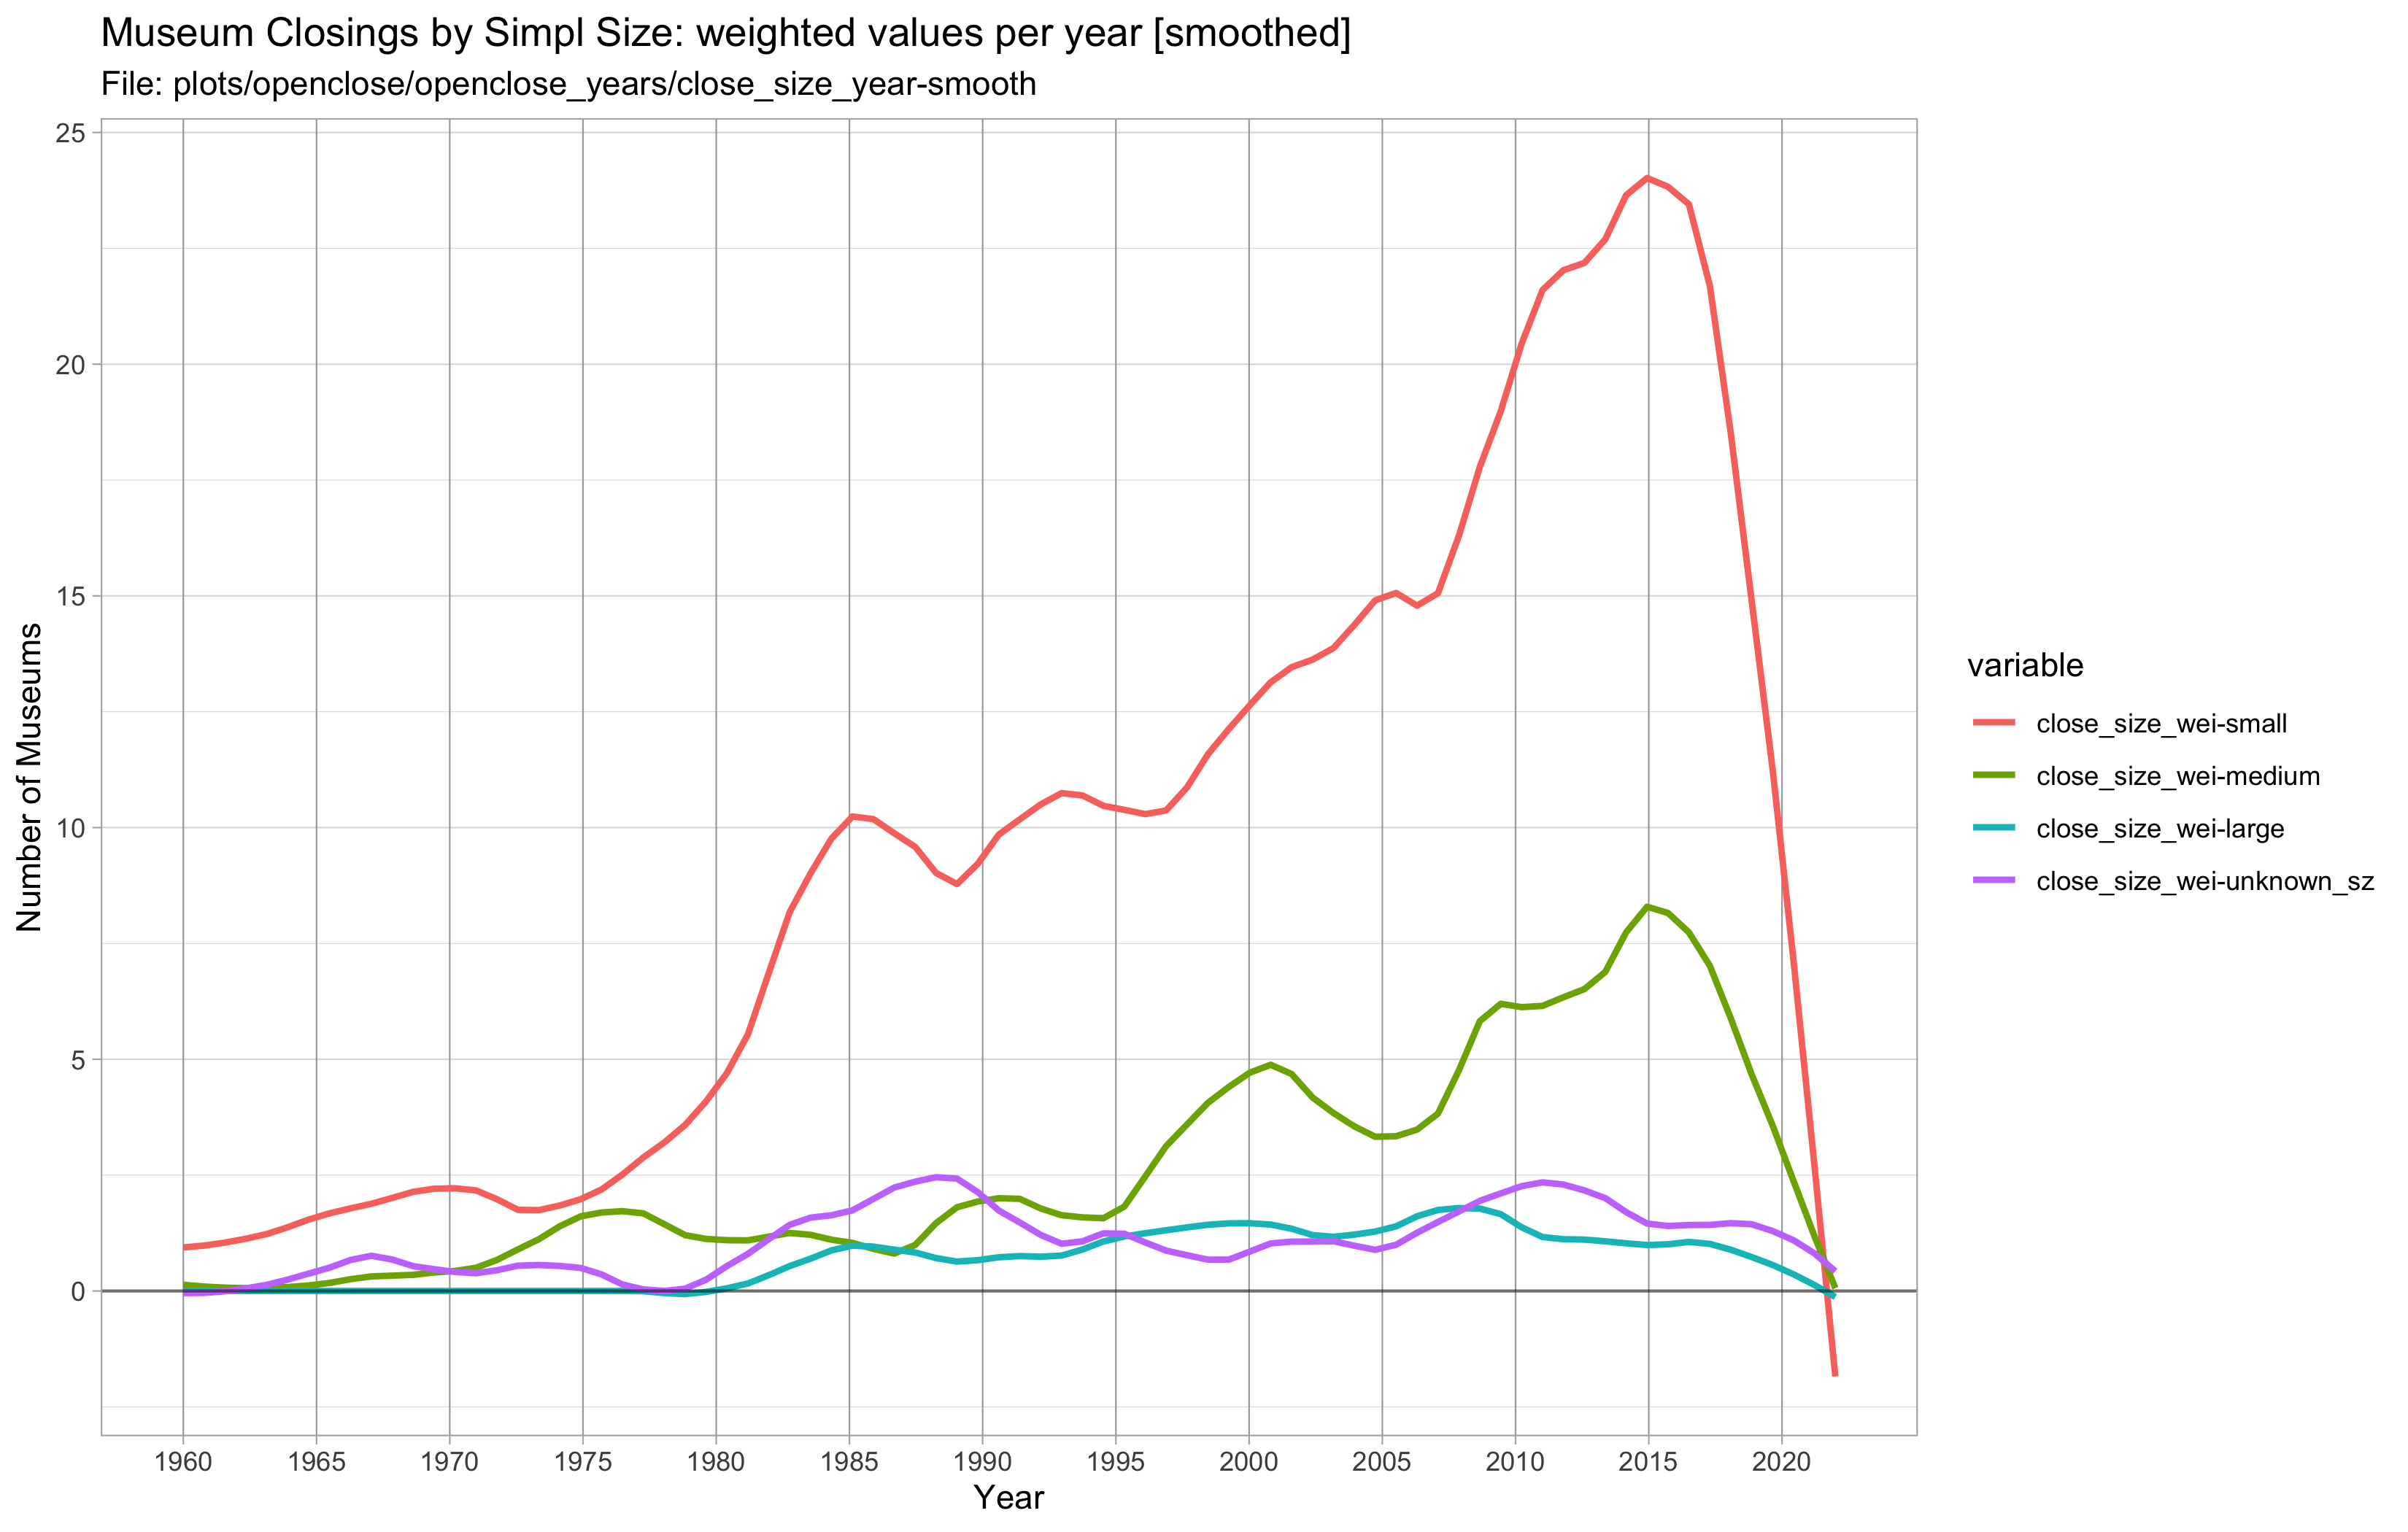 Museum Closings by Simpl Size: weighted values per year [smoothed]
File: plots/openclose/openclose_years/close_size_year-smooth
Number of Museums
25
20
15
10
5
0
1960 1965 1970 1975 1980 1985 1990 1995 2000 2005 2010 2015 2020
Year
variable
close_size_wei-small
close_size_wei-medium
close_size_wei-large
close_size_wei-unknown_sz